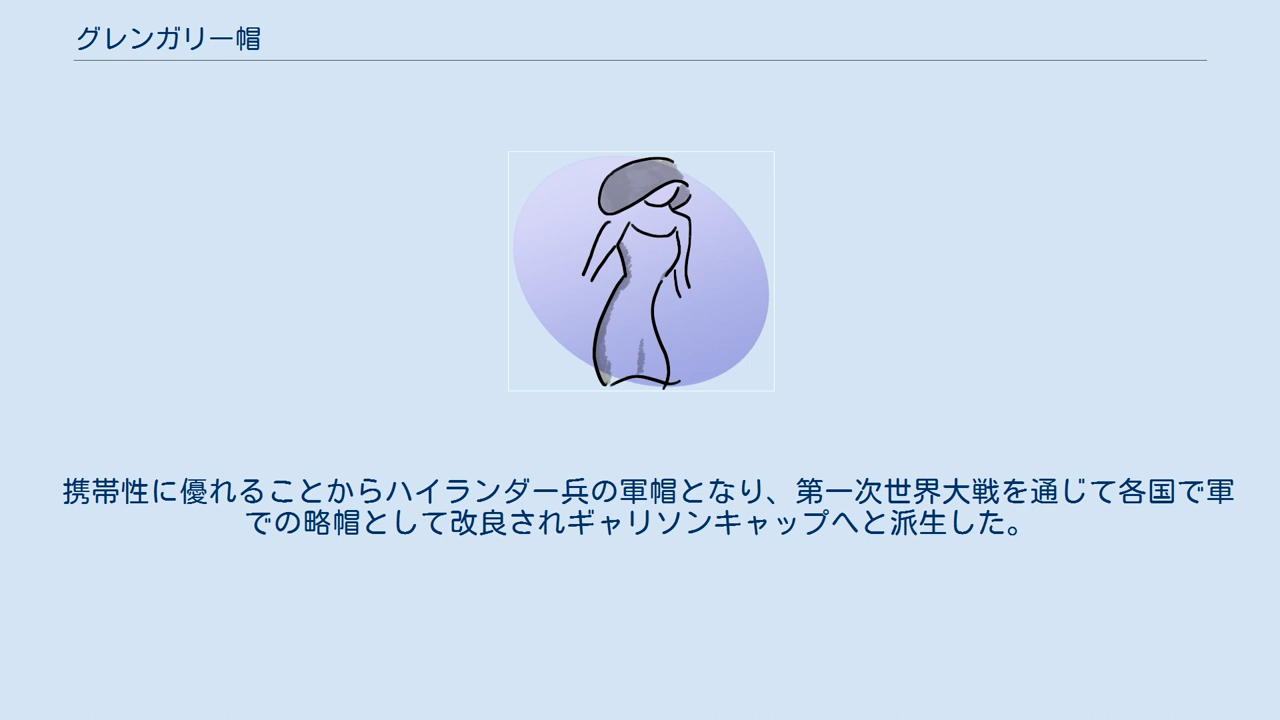 グレンガリー帽
携帯性に優れることからハイランダー兵の軍帽となり、第一次世界大戦を通じて各国で軍
での略帽として改良されギャリソンキャップへと派生した。